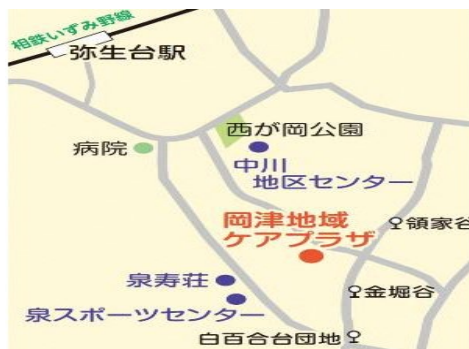 相鉄いずみ野線
弥生台駅
病院
西が岡公園
中川
地区センター
岡津地域
ケアプラザ
領家谷
泉寿荘
金堀谷
泉スポーツセンター
白百合台団地